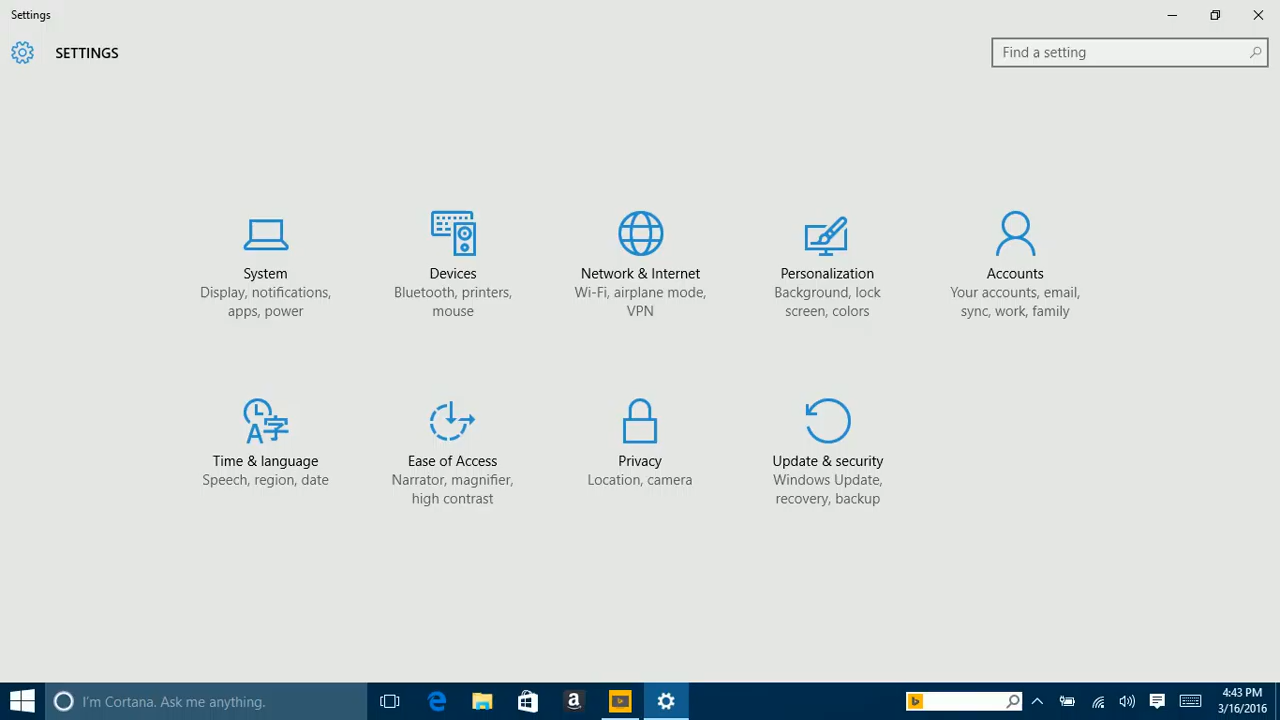 Settings
SETTINGS
Find a setting
System
Display, notifications,
apps, power
Devices
Bluetooth, printers,
mouse
Network & Internet
Wi-Fi, airplane mode,
VPN
Personalization
Background, lock
screen, colors
Accounts
Your accounts, email,
sync, work, family
A字
Time & language
Speech, region, date
Ease of Access
Narrator, magnifier,
high contrast
Privacy
Location, camera
Update & security
Windows Update,
recovery, backup
I'm Cortana. Ask me anything.
a
4:43 PM
3/16/2016